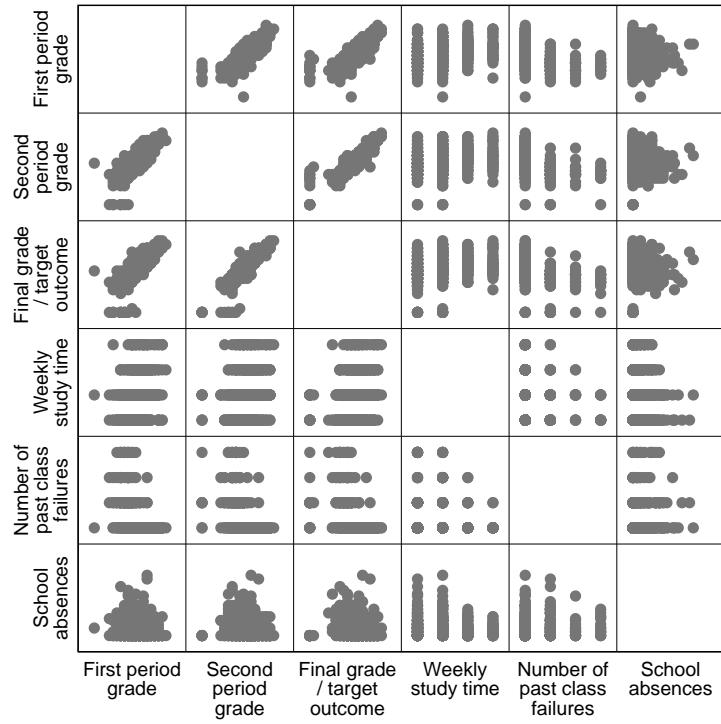 First period
grade
Second
period
grade
Final grade
/ target
outcome
Weekly
study time
Number of
past class
failures
School
absences
First period
grade
Second
period
grade
Final grade
/ target
outcome
Weekly
study time
Number of
past class
failures
School
absences